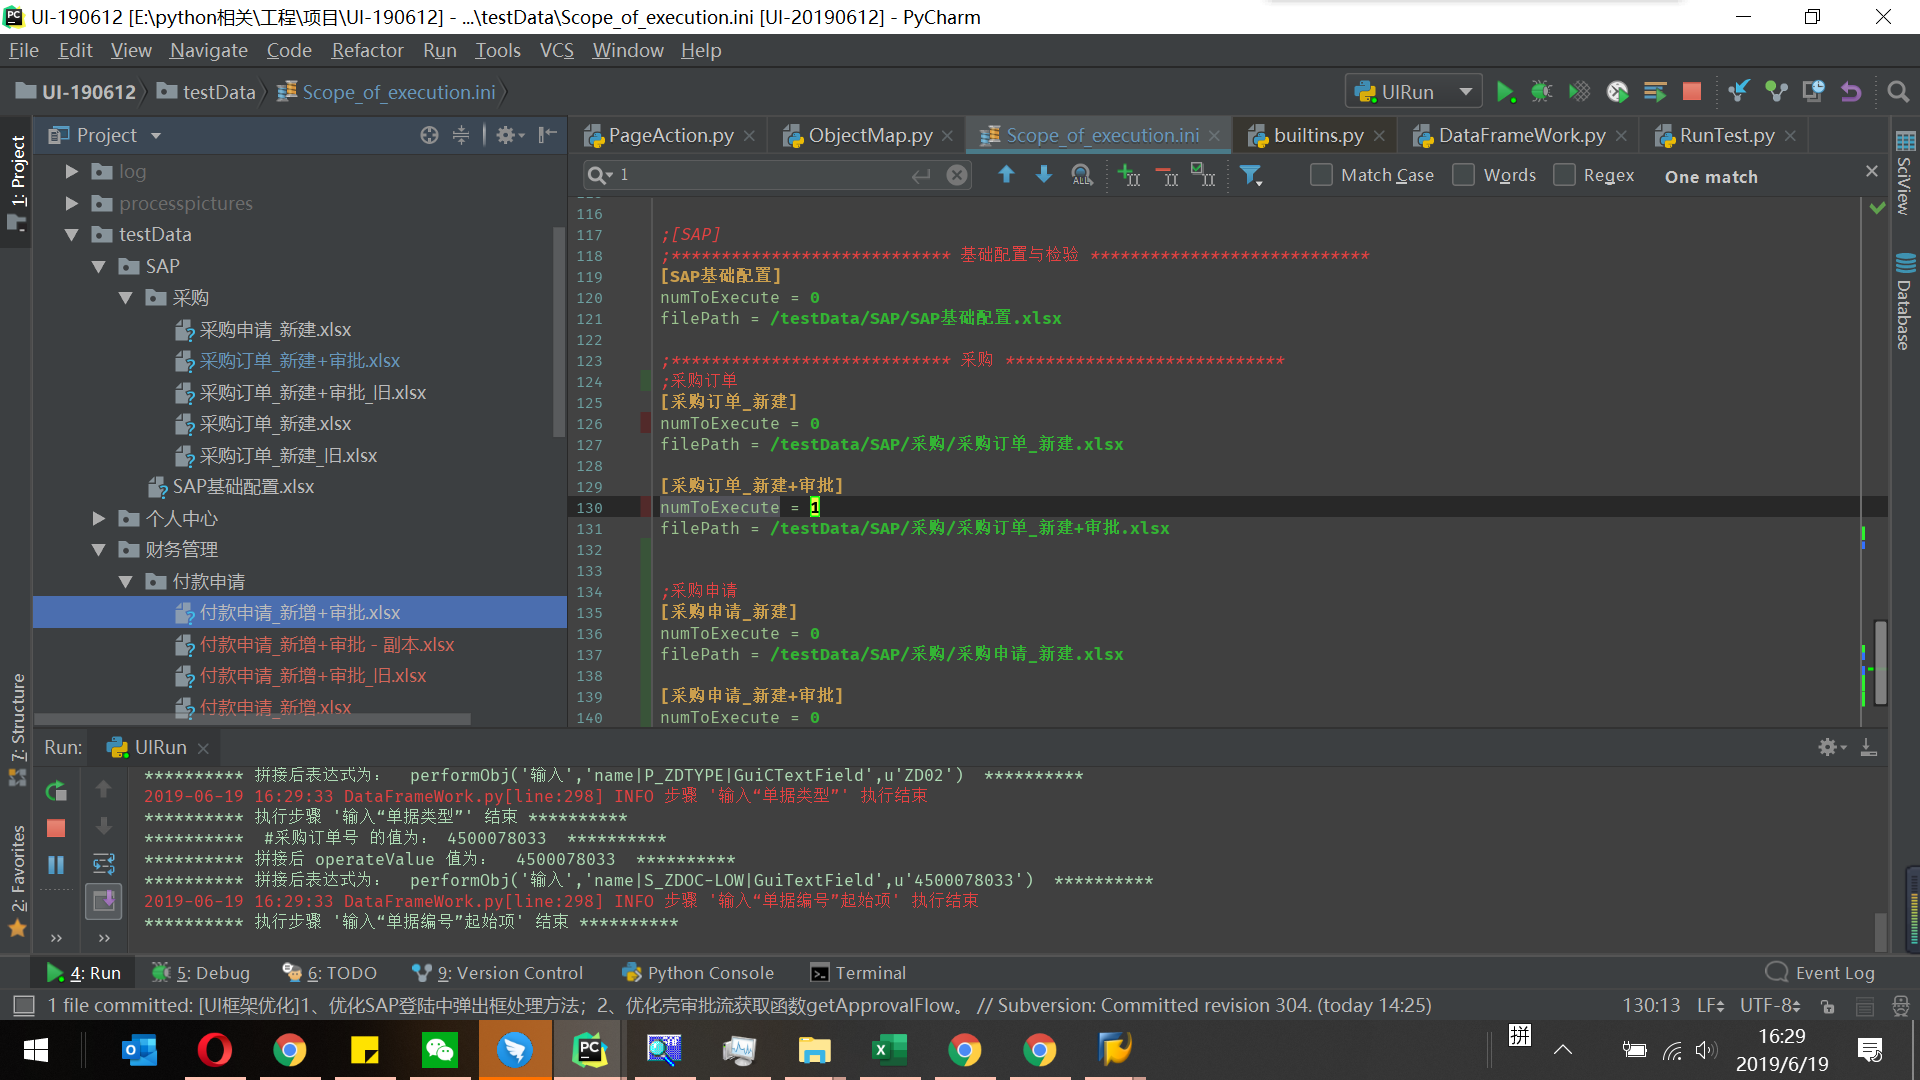 UI-190612 [E:\python相关\工程\项目\UI-190612] - ...\testData\Scope_of_execution.ini [UI-20190612] - PyCharm
File Edit View Navigate Code Refactor Run Tools VCS Window Help
UI-190612 testData Scope_of_execution.ini UIRun
Project
PageAction.py ObjectMap.py Scope_of_execution.ini builtins.py DataFrameWork.py RunTest.py
1 Match Case Words Regex One match
1: Project
7: Structure
2: Favorites
SciView
Database
log
processpictures
testData
SAP
采购
采购申请_新建.xlsx
采购订单_新建+审批.xlsx
采购订单_新建+审批_旧.xlsx
采购订单_新建.xlsx
采购订单_新建_旧.xlsx
SAP基础配置.xlsx
个人中心
财务管理
付款申请
付款申请_新增+审批.xlsx
付款申请_新增+审批 - 副本.xlsx
付款申请_新增+审批_旧.xlsx
付款申请_新增.xlsx
116
117 ;[SAP]
118 ;**************************** 基础配置与检验 ****************************
119 [SAP基础配置]
120 numToExecute = 0
121 filePath = /testData/SAP/SAP基础配置.xlsx
122
123 ;**************************** 采购 ****************************
124 ;采购订单
125 [采购订单_新建]
126 numToExecute = 0
127 filePath = /testData/SAP/采购/采购订单_新建.xlsx
128
129 [采购订单_新建+审批]
130 numToExecute = 1
131 filePath = /testData/SAP/采购/采购订单_新建+审批.xlsx
132
133
134 ;采购申请
135 [采购申请_新建]
136 numToExecute = 0
137 filePath = /testData/SAP/采购/采购申请_新建.xlsx
138
139 [采购申请_新建+审批]
140 numToExecute = 0
Run: UIRun
********** 拼接后表达式为： performObj('输入','name|P_ZDTYPE|GuiCTextField',u'ZD02') **********
2019-06-19 16:29:33 DataFrameWork.py[line:298] INFO 步骤 '输入“单据类型”' 执行结束
********** 执行步骤 '输入“单据类型”' 结束 **********
********** #采购订单号 的值为： 4500078033 **********
********** 拼接后 operateValue 值为： 4500078033 **********
********** 拼接后表达式为： performObj('输入','name|S_ZDOC-LOW|GuiTextField',u'4500078033') **********
2019-06-19 16:29:33 DataFrameWork.py[line:298] INFO 步骤 '输入“单据编号”起始项' 执行结束
********** 执行步骤 '输入“单据编号”起始项' 结束 **********
4: Run 5: Debug 6: TODO 9: Version Control Python Console Terminal Event Log
1 file committed: [UI框架优化]1、优化SAP登陆中弹出框处理方法；2、优化壳审批流获取函数getApprovalFlow。 // Subversion: Committed revision 304. (today 14:25) 130:13 LF UTF-8
拼
16:29
2019/6/19